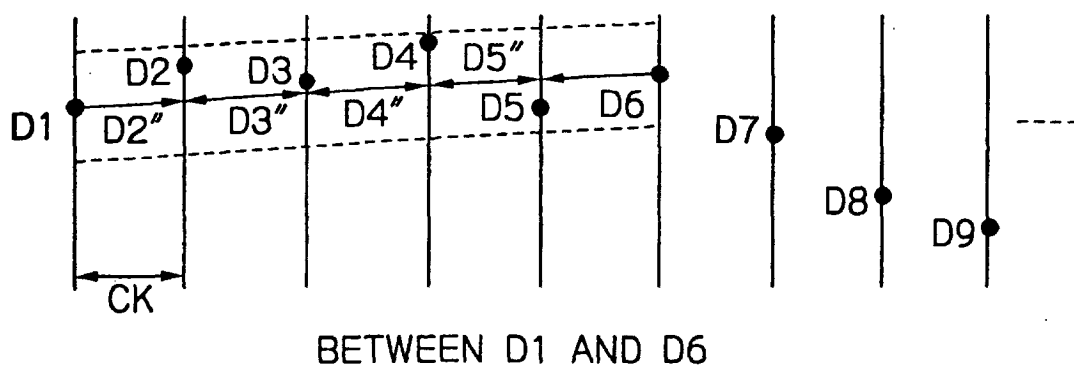 D1 D2 D3 D4 D5 D6 D7 D8 D9
D2″ D3″ D4″ D5″
CK
BETWEEN D1 AND D6